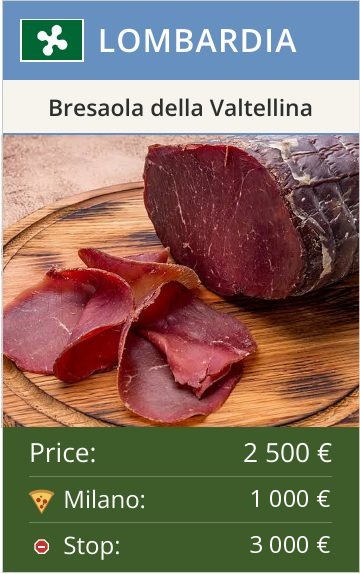 LOMBARDIA
Bresaola della Valtellina
Price: 2 500 €
Milano: 1 000 €
Stop: 3 000 €